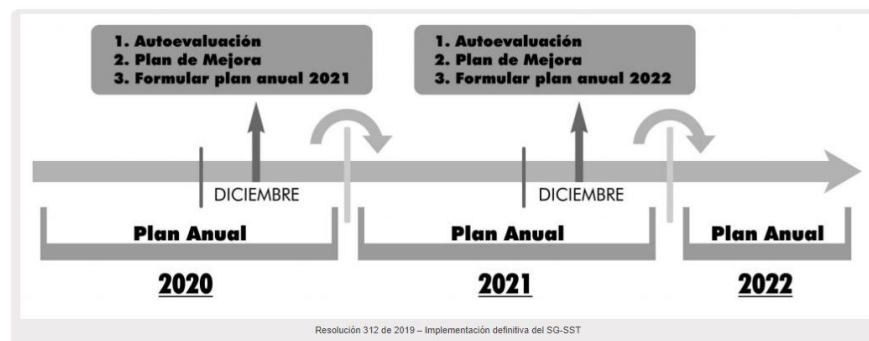 1. Autoevaluación
2. Plan de Mejora
3. Formular plan anual 2021
1. Autoevaluación
2. Plan de Mejora
3. Formular plan anual 2022
DICIEMBRE
DICIEMBRE
Plan Anual
Plan Anual
Plan Anual
2020
2021
2022
Resolución 312 de 2019 – Implementación definitiva del SG-SST